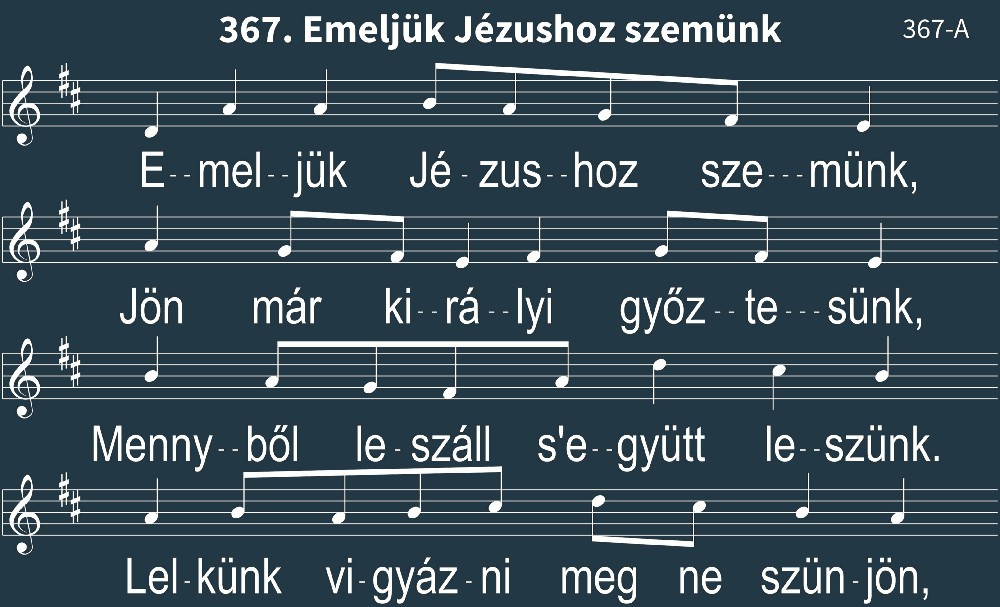 367. Emeljük Jézushoz szemünk
367-A
E--mel--jük Jé-zus--hoz sze---münk,
Jön már ki--rá--lyi győz--te---sünk,
Menny--ből le-száll s'e--gyütt le--szünk.
Lel-künk vi-gyáz-ni meg ne szün-jön,